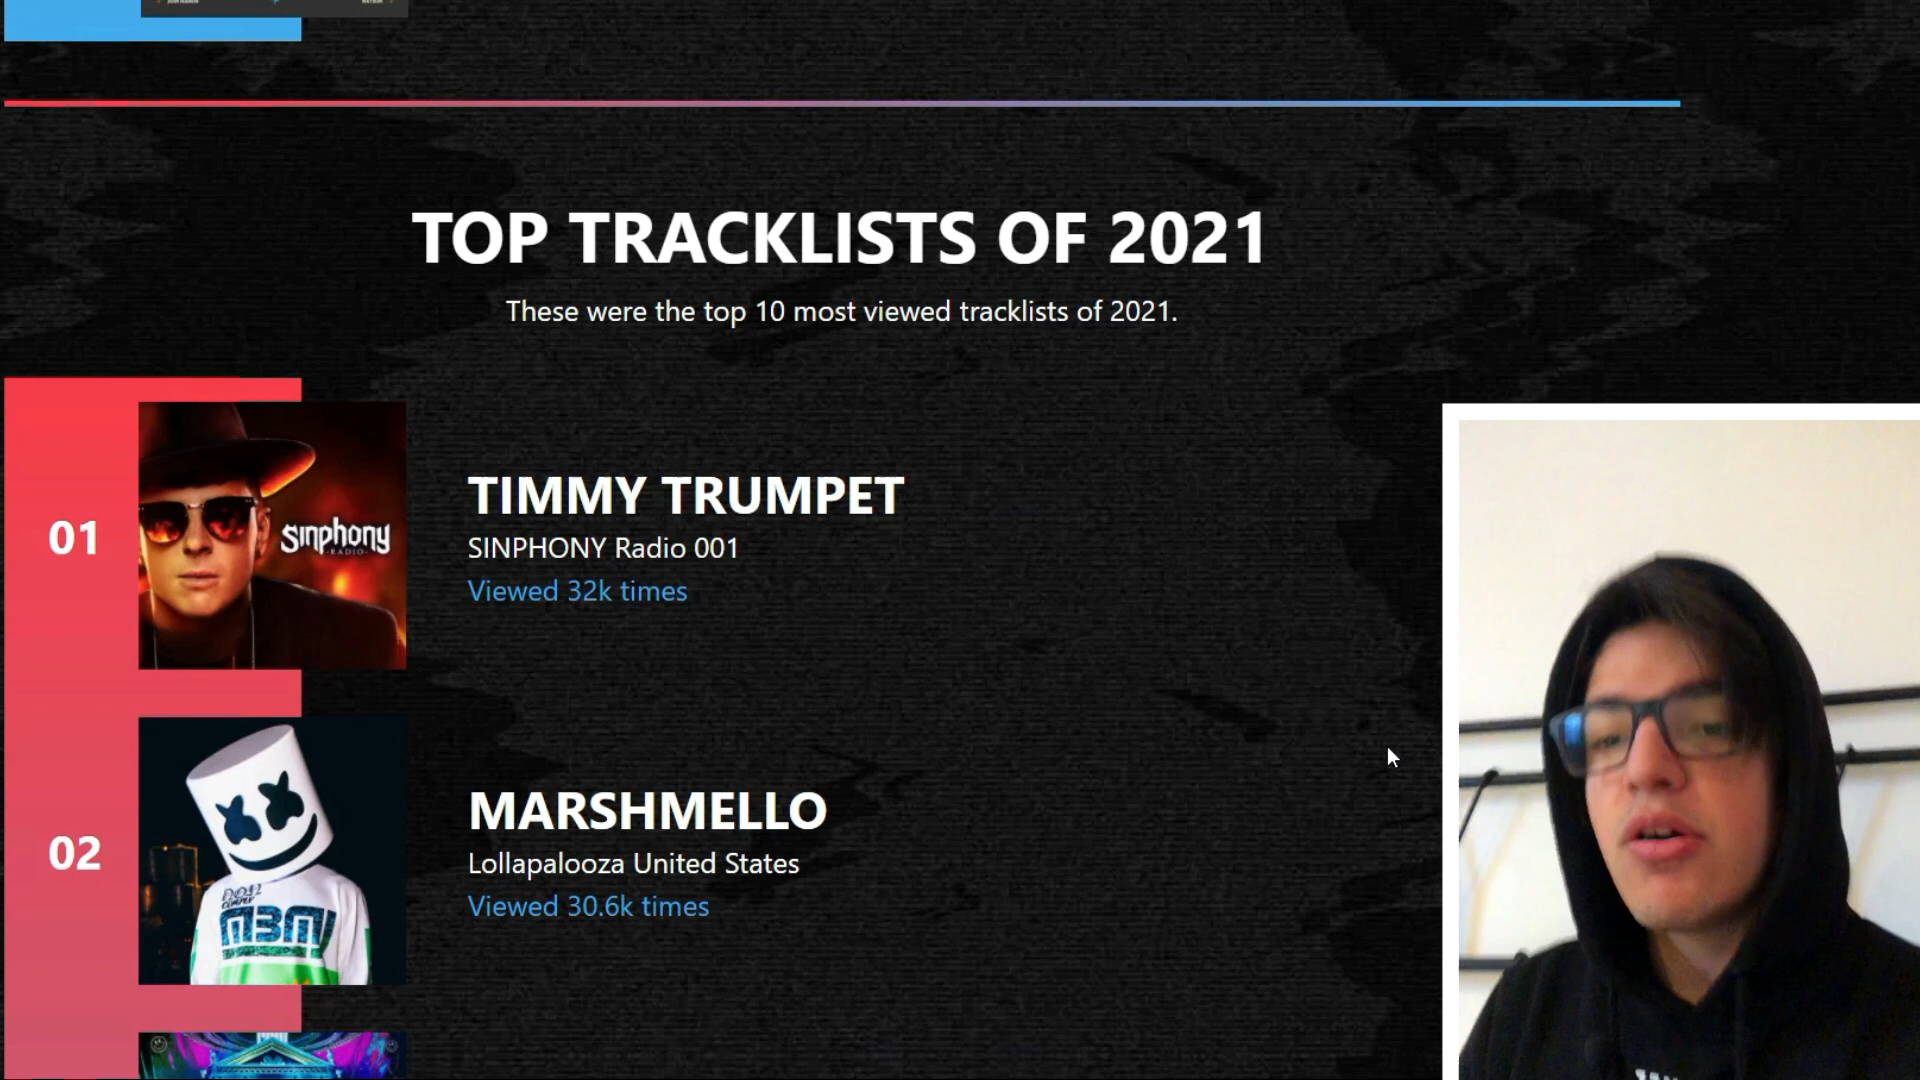 TOP TRACKLISTS OF 2021
These were the top 10 most viewed tracklists of 2021.
01
sinphony
RADIO
TIMMY TRUMPET
SINPHONY Radio 001
Viewed 32k times
02
MARSHMELLO
Lollapalooza United States
Viewed 30.6k times